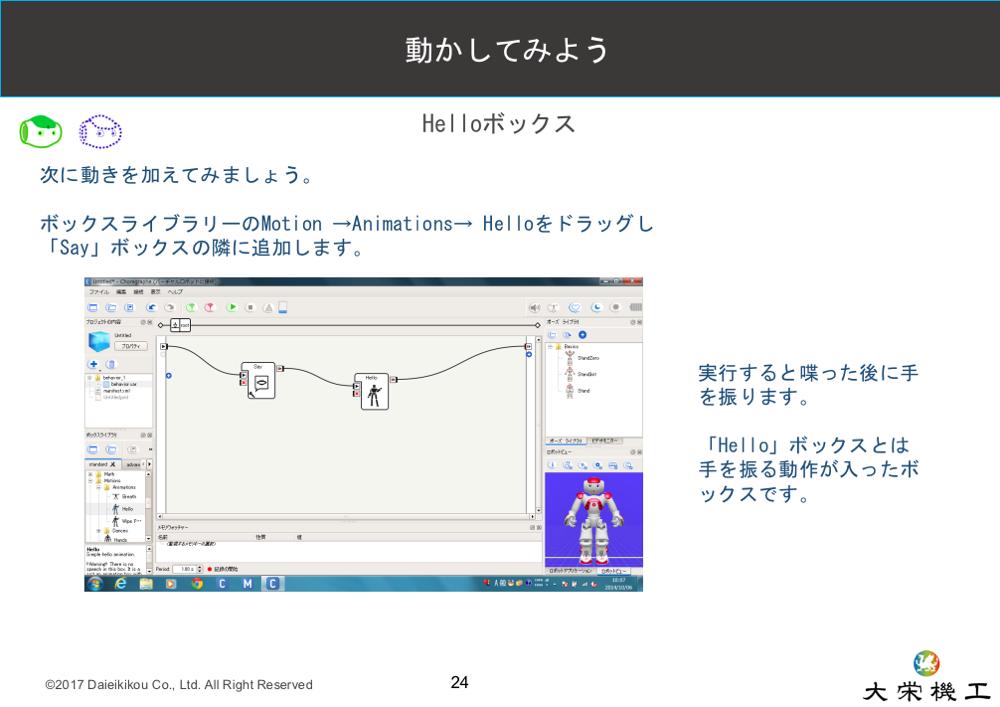 動かしてみよう
Helloボックス
次に動きを加えてみましょう。
ボックスライブラリーのMotion →Animations→ Helloをドラッグし
「Say」ボックスの隣に追加します。
ファイル 編集 接続 表示 ヘルプ
プロジェクトの内容
Untitled
プロパティ
behavior_1
behavior.xar
manifest.xml
root
Say
Hello
ボックスライブラリ
standard
Math
Motions
Animations
Breath
Hello
Wipe F…
Dances
Hands
Hello
Simple hello animation.
メモリウォッチャー
名前 性質 値
Period: 1.00 s 記録の開始
ポーズ ライブラリ
Basics
StandZero
StandInit
Stand
ポーズ ライブラリ ビデオモニター
ロボットビュー
ロボットアプリケーション ロボットビュー
10:07
2014/10/06
実行すると喋った後に手
を振ります。
「Hello」ボックスとは
手を振る動作が入ったボ
ックスです。
©2017 Daieikikou Co., Ltd. All Right Reserved
24
大栄機工